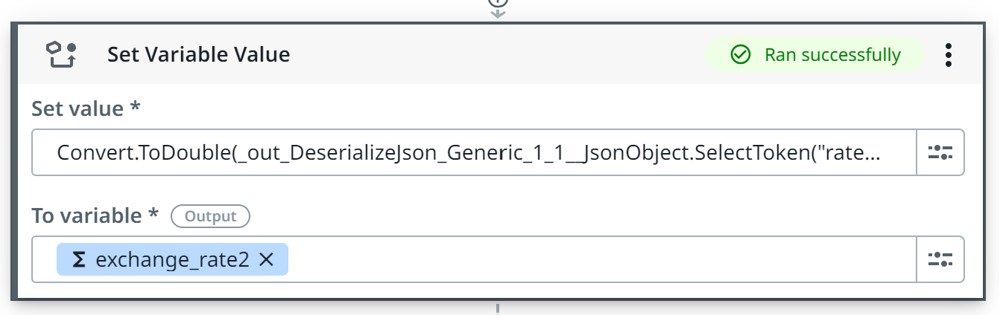 Set Variable Value
Ran successfully
Set value *
Convert.ToDouble(_out_DeserializeJson_Generic_1_1__JsonObject.SelectToken("rate...
To variable * Output
Σ exchange_rate2